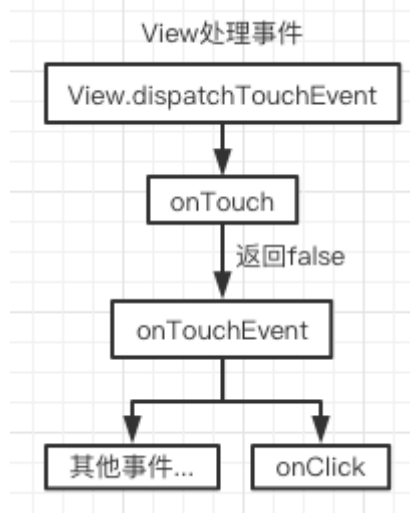 View处理事件
View.dispatchTouchEvent
onTouch
返回false
onTouchEvent
其他事件...
onClick